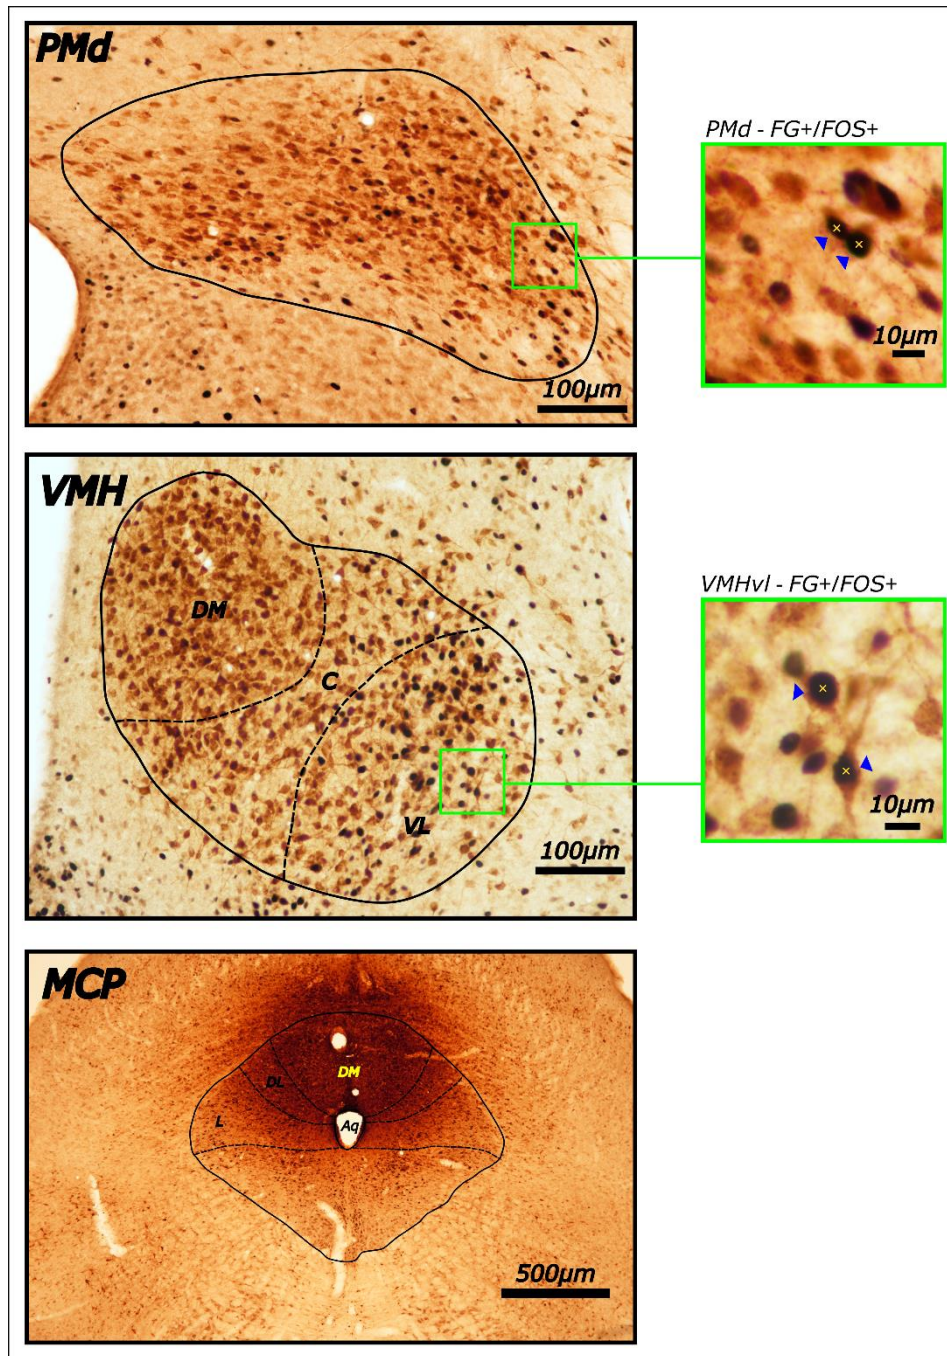 PMd
100µm
PMd - FG+/FOS+
10µm
VMH
DM
C
VL
100µm
VMHvl - FG+/FOS+
10µm
MCP
DM
DL
L
Aq
500µm